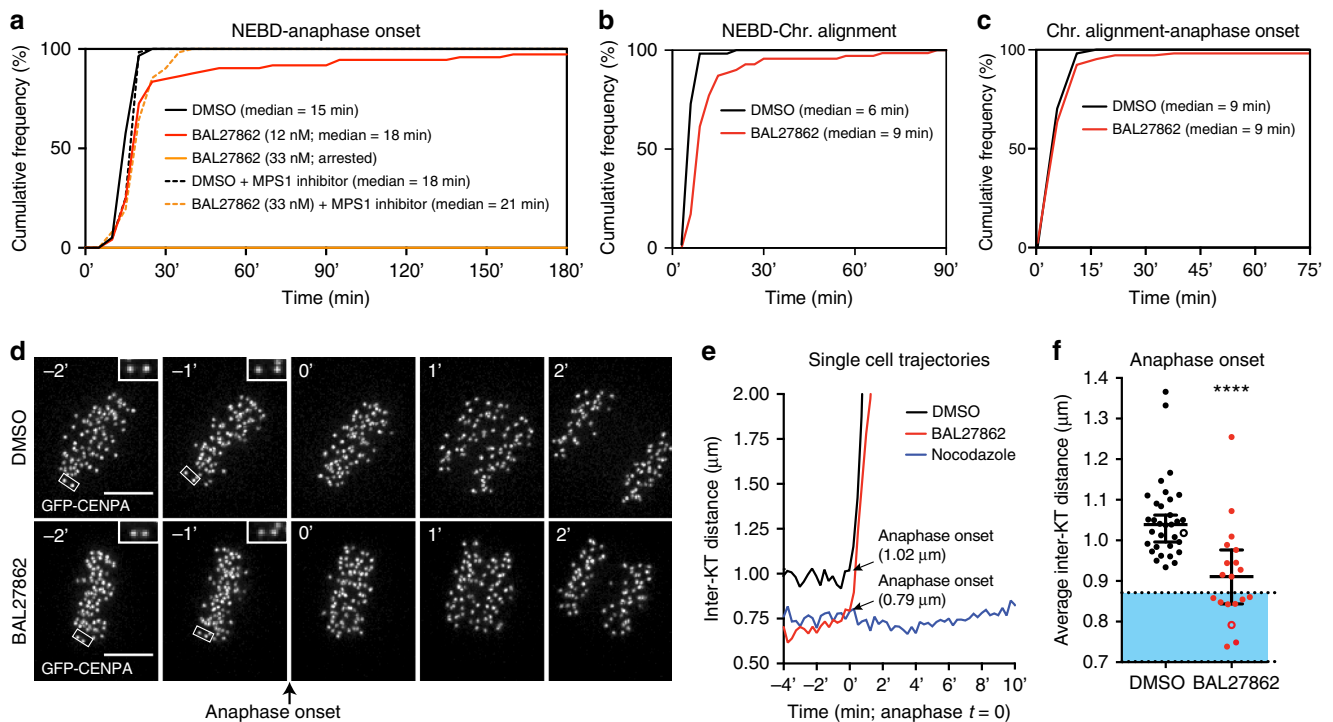 a
NEBD-anaphase onset
Cumulative frequency (%)
100
50
0
DMSO (median = 15 min)
BAL27862 (12 nM; median = 18 min)
BAL27862 (33 nM; arrested)
DMSO + MPS1 inhibitor (median = 18 min)
BAL27862 (33 nM) + MPS1 inhibitor (median = 21 min)
0’ 30’ 60’ 90’ 120’ 150’ 180’
Time (min)
b
NEBD-Chr. alignment
Cumulative frequency (%)
100
50
0
DMSO (median = 6 min)
BAL27862 (median = 9 min)
0’ 30’ 60’ 90’
Time (min)
c
Chr. alignment-anaphase onset
Cumulative frequency (%)
100
50
0
DMSO (median = 9 min)
BAL27862 (median = 9 min)
0’ 15’ 30’ 45’ 60’ 75’
Time (min)
d
DMSO
–2’ –1’ 0’ 1’ 2’
GFP-CENPA
BAL27862
–2’ –1’ 0’ 1’ 2’
GFP-CENPA
Anaphase onset
e
Single cell trajectories
Inter-KT distance (μm)
2.00
1.75
1.50
1.25
1.00
0.75
0.50
DMSO
BAL27862
Nocodazole
Anaphase onset
(1.02 μm)
Anaphase onset
(0.79 μm)
–4’ –2’ 0’ 2’ 4’ 6’ 8’ 10’
Time (min; anaphase t = 0)
f
Anaphase onset
Average inter-KT distance (μm)
1.4
1.3
1.2
1.1
1.0
0.9
0.8
0.7
****
DMSO BAL27862